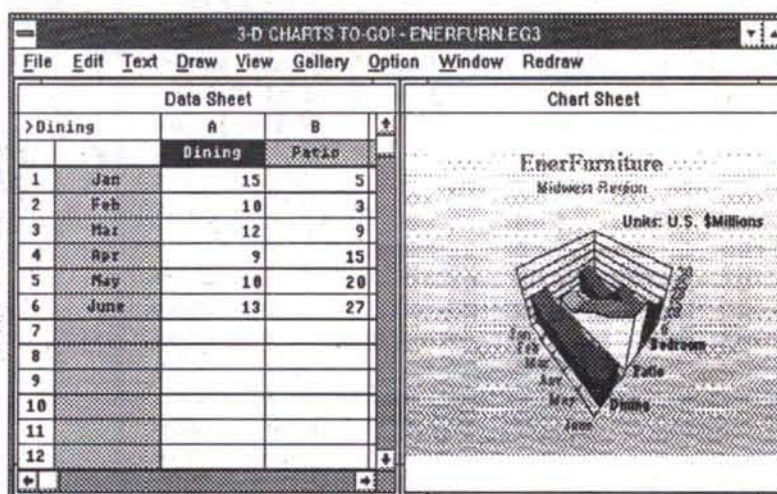 3-D CHARTS TO GO! - ENERFURN.EG3
File Edit Text Draw View Gallery Option Window Redraw
Data Sheet
>Dining A B
Dining Patio
1 Jan 15 5
2 Feb 10 3
3 Mar 12 9
4 Apr 9 15
5 May 10 20
6 June 13 27
7
8
9
10
11
12
Chart Sheet
EnerFurniture
Midwest Region
Units: U.S. $Millions
Jan
Feb
Mar
Apr
May
June
Bedroom
Patio
Dining